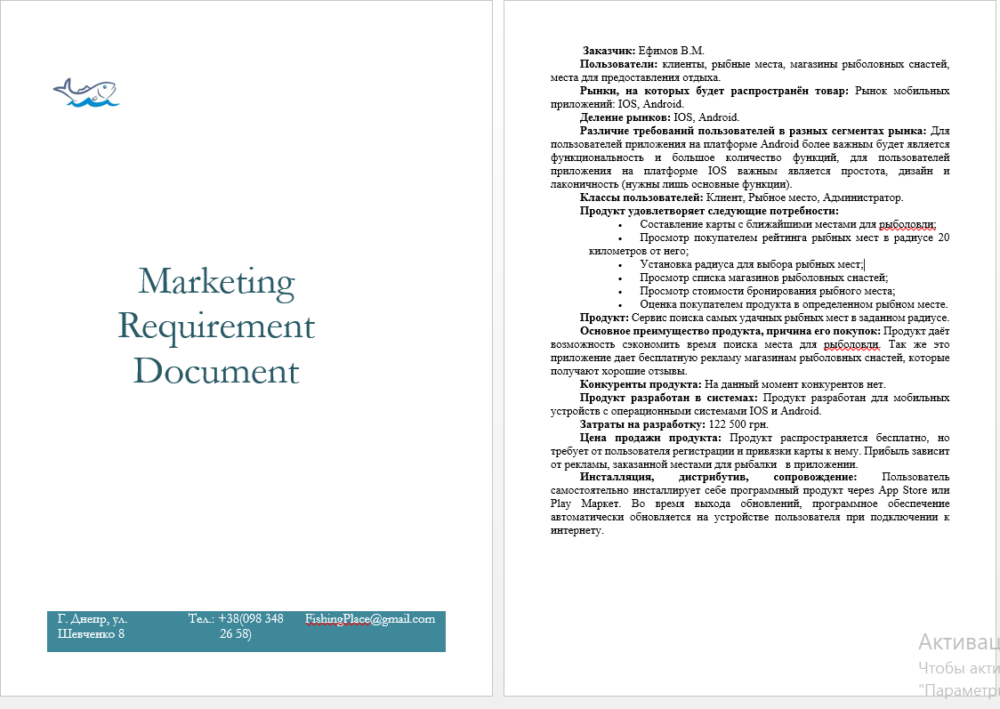 Marketing
Requirement
Document
Г. Днепр, ул.
Шевченко 8
Тел.: +38(098 348
26 58)
FishingPlace@gmail.com
Заказчик: Ефимов В.М.
Пользователи: клиенты, рыбные места, магазины рыболовных снастей,
места для предоставления отдыха.
Рынки, на которых будет распространён товар: Рынок мобильных
приложений: IOS, Android.
Деление рынков: IOS, Android.
Различие требований пользователей в разных сегментах рынка: Для
пользователей приложения на платформе Android более важным будет является
функциональность и большое количество функций, для пользователей
приложения на платформе IOS важным является простота, дизайн и
лаконичность (нужны лишь основные функции).
Классы пользователей: Клиент, Рыбное место, Администратор.
Продукт удовлетворяет следующие потребности:
• Составление карты с ближайшими местами для рыболовли;
• Просмотр покупателем рейтинга рыбных мест в радиусе 20
километров от него;
• Установка радиуса для выбора рыбных мест;
• Просмотр списка магазинов рыболовных снастей;
• Просмотр стоимости бронирования рыбного места;
• Оценка покупателем продукта в определенном рыбном месте.
Продукт: Сервис поиска самых удачных рыбных мест в заданном радиусе.
Основное преимущество продукта, причина его покупок: Продукт даёт
возможность сэкономить время поиска места для рыболовли. Так же это
приложение дает бесплатную рекламу магазинам рыболовных снастей, которые
получают хорошие отзывы.
Конкуренты продукта: На данный момент конкурентов нет.
Продукт разработан в системах: Продукт разработан для мобильных
устройств с операционными системами IOS и Android.
Затраты на разработку: 122 500 грн.
Цена продажи продукта: Продукт распространяется бесплатно, но
требует от пользователя регистрации и привязки карты к нему. Прибыль зависит
от рекламы, заказанной местами для рыбалки в приложении.
Инсталляция, дистрибутив, сопровождение: Пользователь
самостоятельно инсталлирует себе программный продукт через App Store или
Play Маркет. Во время выхода обновлений, программное обеспечение
автоматически обновляется на устройстве пользователя при подключении к
интернету.
Активац
Чтобы акти
"Параметры